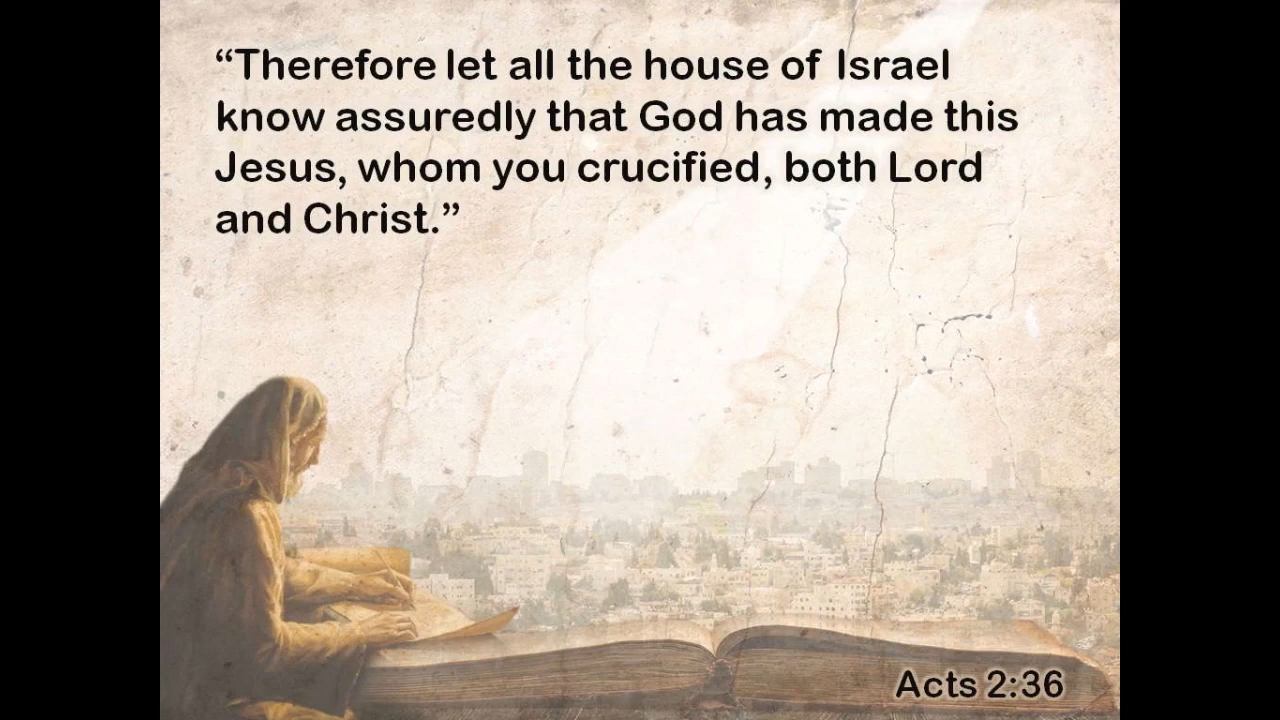 “Therefore let all the house of Israel
know assuredly that God has made this
Jesus, whom you crucified, both Lord
and Christ.”
Acts 2:36